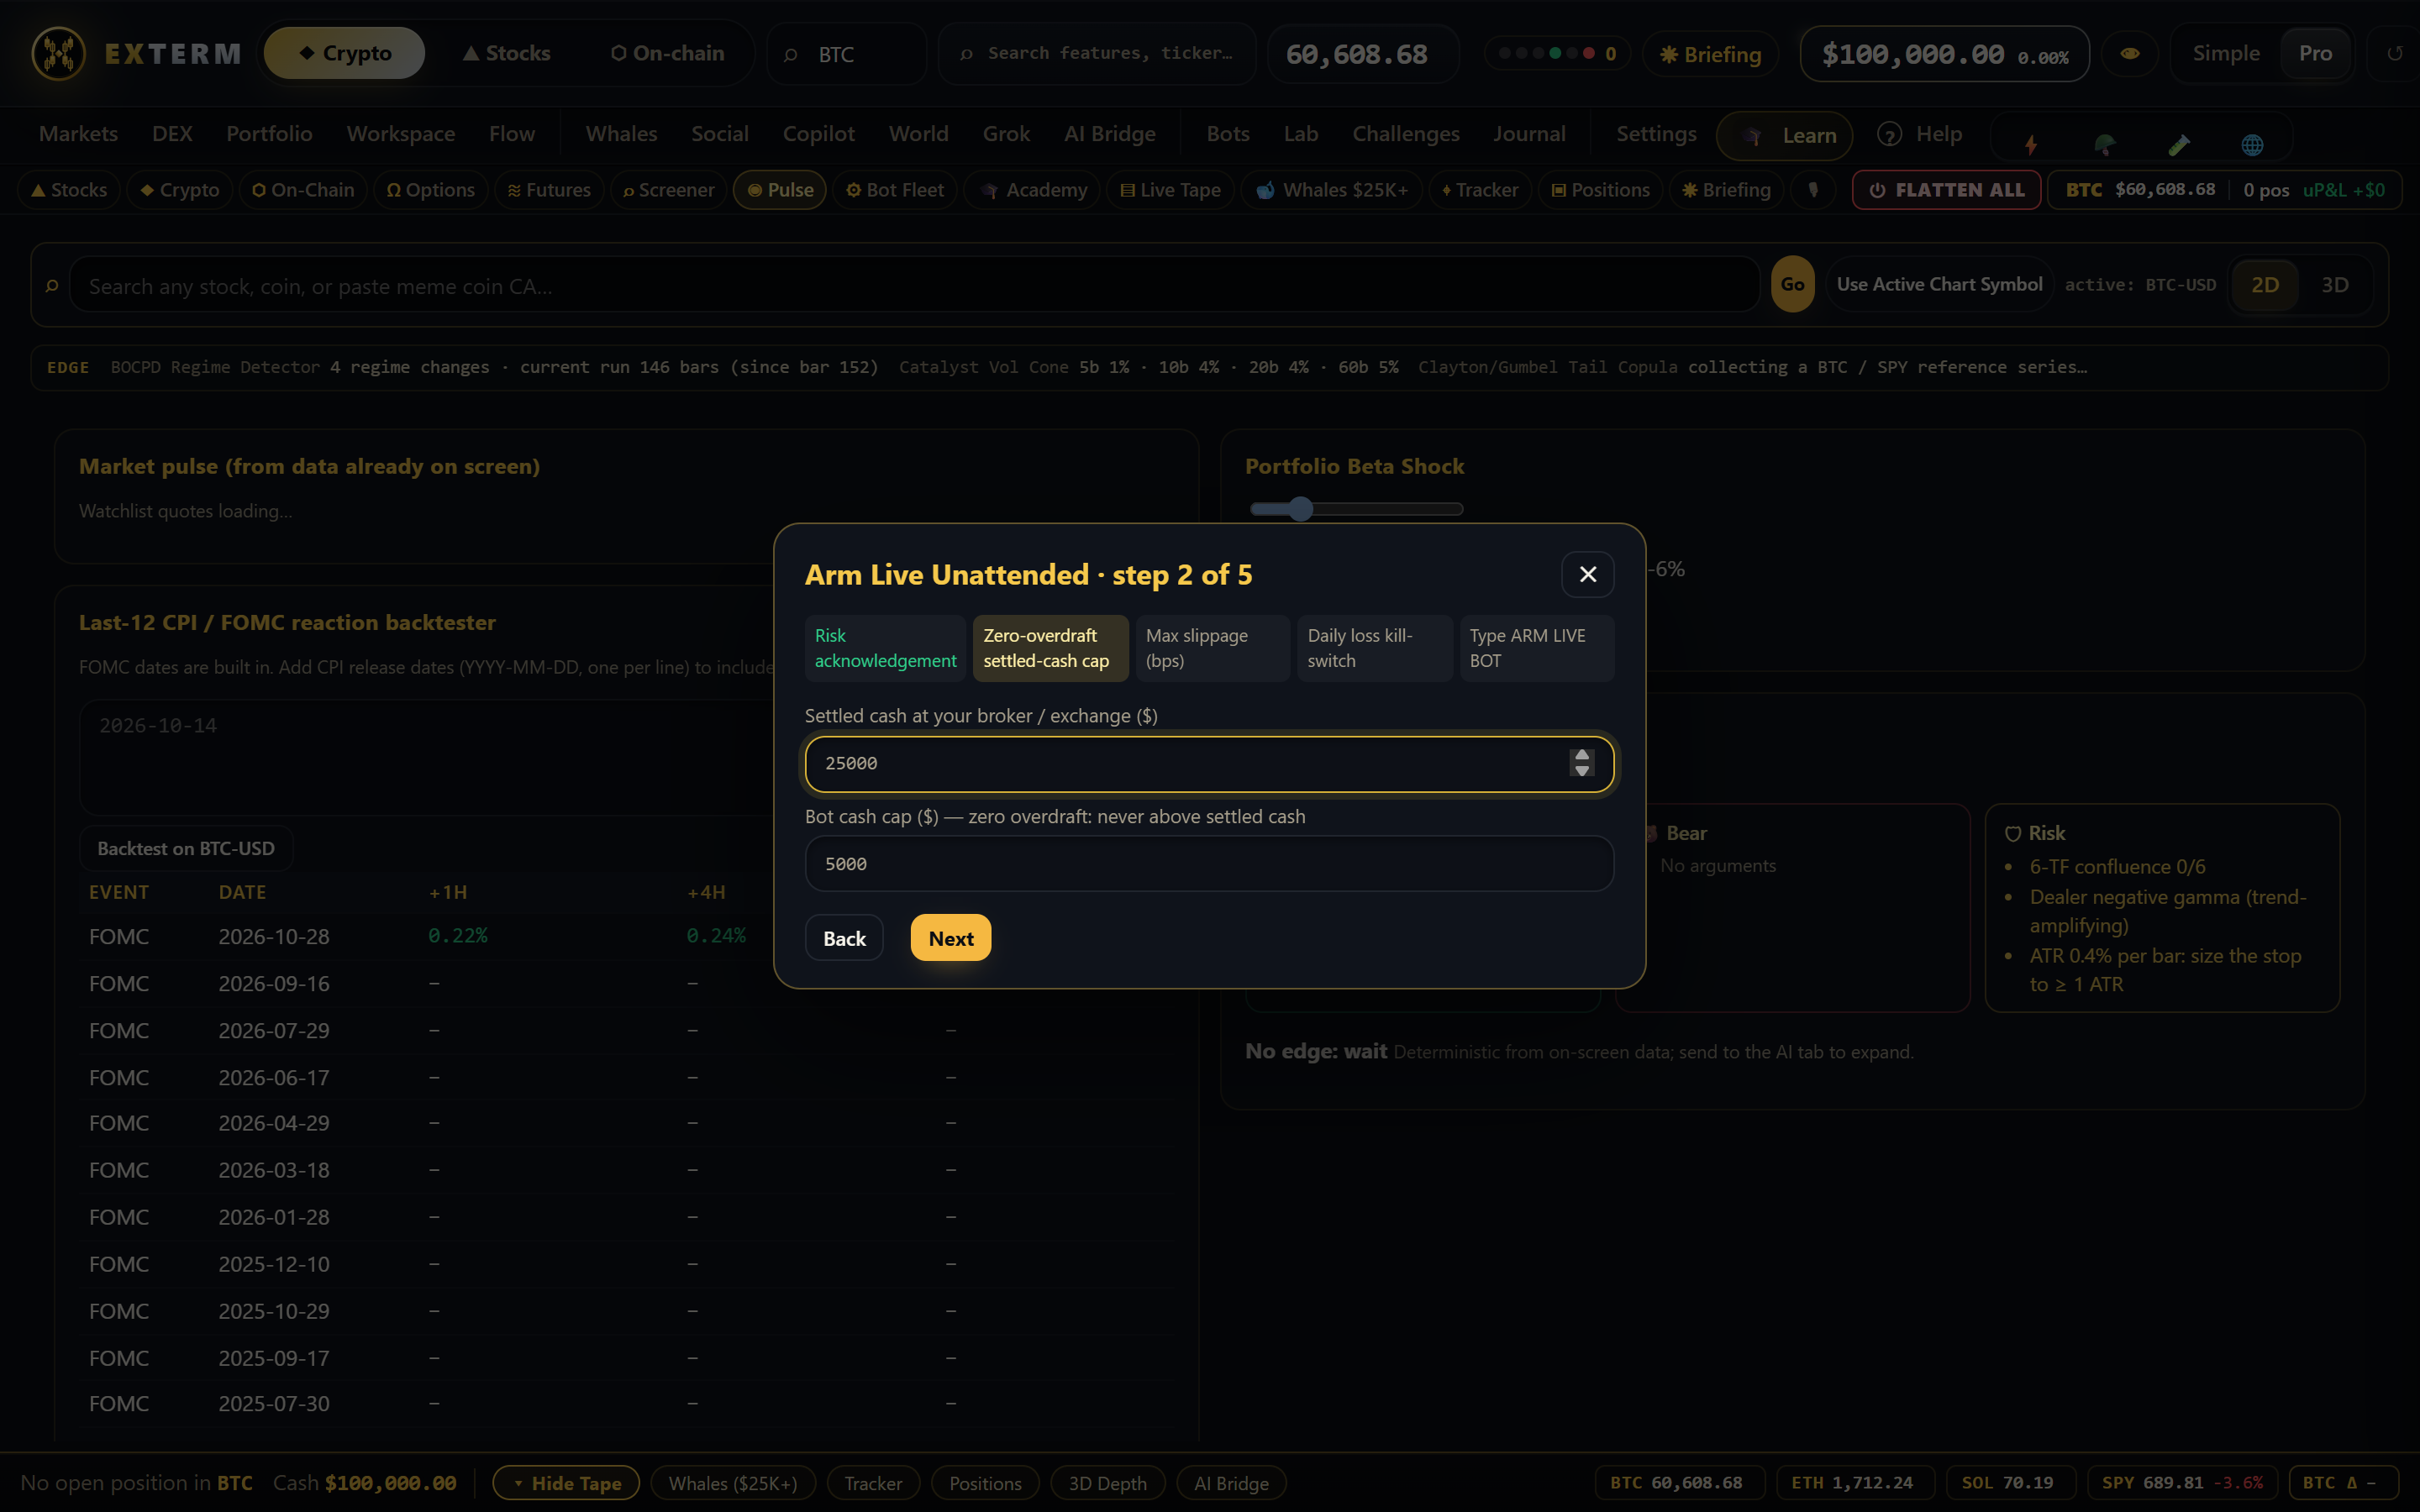 EXTERM
Crypto
Stocks
On-chain
BTC
Search features, ticker…
60,608.68
0
Briefing
$100,000.00 0.00%
Simple
Pro
Markets
DEX
Portfolio
Workspace
Flow
Whales
Social
Copilot
World
Grok
AI Bridge
Bots
Lab
Challenges
Journal
Settings
Learn
? Help
Stocks
Crypto
On-Chain
Options
Futures
Screener
Pulse
Bot Fleet
Academy
Live Tape
Whales $25K+
Tracker
Positions
Briefing
FLATTEN ALL
BTC $60,608.68 0 pos uP&L +$0
Search any stock, coin, or paste meme coin CA...
Go
Use Active Chart Symbol
active: BTC-USD
2D
3D
EDGE BOCPD Regime Detector 4 regime changes · current run 146 bars (since bar 152) Catalyst Vol Cone 5b 1% · 10b 4% · 20b 4% · 60b 5% Clayton/Gumbel Tail Copula collecting a BTC / SPY reference series…
Market pulse (from data already on screen)
Watchlist quotes loading...
Last-12 CPI / FOMC reaction backtester
FOMC dates are built in. Add CPI release dates (YYYY-MM-DD, one per line) to include
2026-10-14
Backtest on BTC-USD
EVENT DATE +1H +4H
FOMC 2026-10-28 0.22% 0.24%
FOMC 2026-09-16 – –
FOMC 2026-07-29 – – –
FOMC 2026-06-17 – – –
FOMC 2026-04-29 – – –
FOMC 2026-03-18 – – –
FOMC 2026-01-28 – – –
FOMC 2025-12-10 – – –
FOMC 2025-10-29 – – –
FOMC 2025-09-17 – – –
FOMC 2025-07-30 – – –
Portfolio Beta Shock
-6%
Arm Live Unattended · step 2 of 5
Risk
acknowledgement
Zero-overdraft
settled-cash cap
Max slippage
(bps)
Daily loss kill-
switch
Type ARM LIVE
BOT
Settled cash at your broker / exchange ($)
25000
Bot cash cap ($) — zero overdraft: never above settled cash
5000
Back
Next
Bear
No arguments
Risk
• 6-TF confluence 0/6
• Dealer negative gamma (trend-
amplifying)
• ATR 0.4% per bar: size the stop
to ≥ 1 ATR
No edge: wait Deterministic from on-screen data; send to the AI tab to expand.
No open position in BTC Cash $100,000.00
Hide Tape
Whales ($25K+)
Tracker
Positions
3D Depth
AI Bridge
BTC 60,608.68
ETH 1,712.24
SOL 70.19
SPY 689.81 -3.6%
BTC Δ –